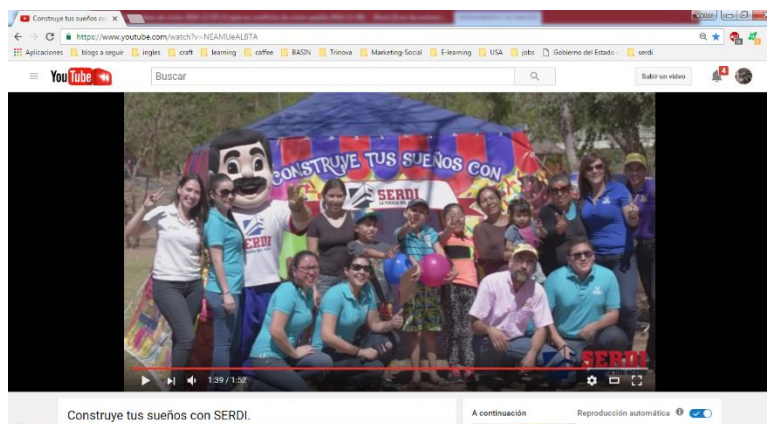 Construye tus sueños co
https://www.youtube.com/watch?v=NEAMUeALBTA
Aplicaciones blogs a seguir ingles craft learning caffee BASIN Trinova Marketing-Social E-learning USA jobs Gobierno del Estado serdi
YouTube Buscar Subir un vídeo 4
CONSTRUYE TUS SUEÑOS CON
SERDI
SERDI
SERDI
1:39 / 1:52
Construye tus sueños con SERDI.
A continuación Reproducción automática